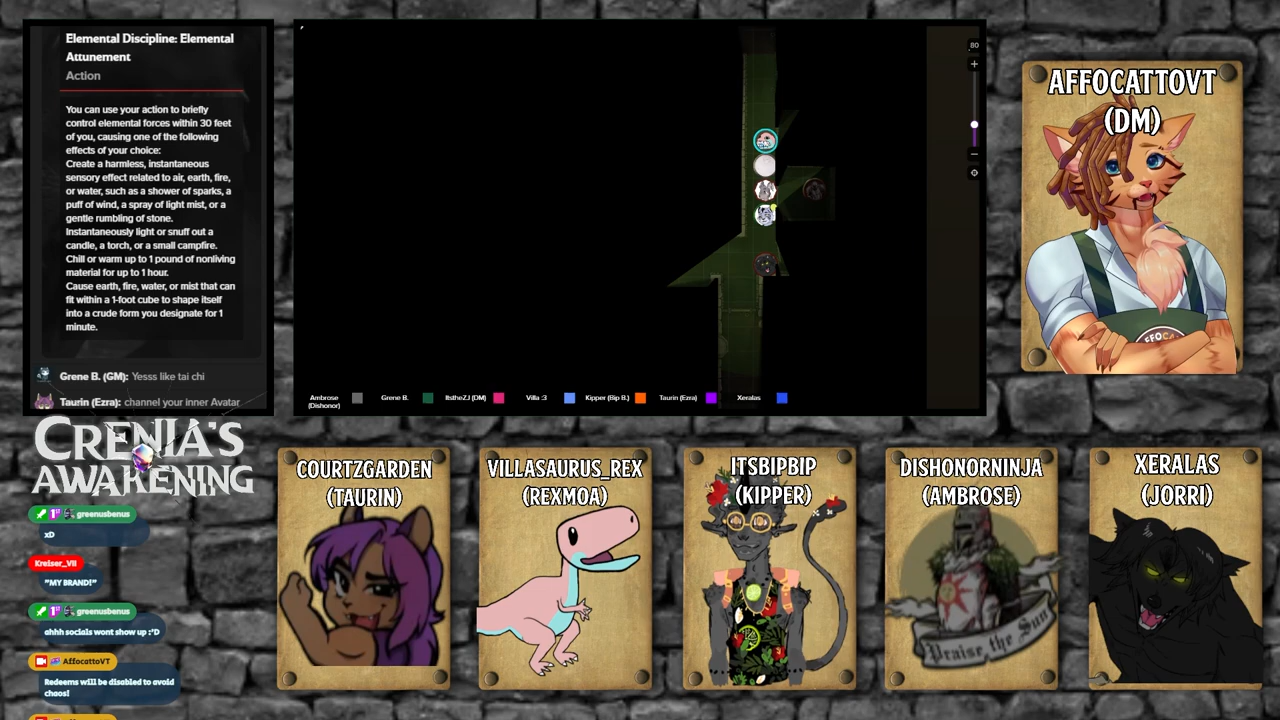 Elemental Discipline: Elemental
Attunement
Action
You can use your action to briefly
control elemental forces within 30 feet
of you, causing one of the following
effects of your choice:
Create a harmless, instantaneous
sensory effect related to air, earth, fire,
or water, such as a shower of sparks, a
puff of wind, a spray of light mist, or a
gentle rumbling of stone.
Instantaneously light or snuff out a
candle, a torch, or a small campfire.
Chill or warm up to 1 pound of nonliving
material for up to 1 hour.
Cause earth, fire, water, or mist that can
fit within a 1-foot cube to shape itself
into a crude form you designate for 1
minute.
Grene B. (GM): Yesss like tai chi
Taurin (Ezra): channel your inner Avatar
80
Ambrose
(Dishonor)
Grene B.
ItstheZJ (DM)
Villa :3
Kipper (Bip B.)
Taurin (Ezra)
Xeralas
AFFOCATTOVT
(DM)
FFOCA
CRENIA'S
AWAKENING
greenusbenus
xD
Kreiser_VII
"MY BRAND!"
greenusbenus
ahhh socials wont show up :'D
AffocattoVT
Redeems will be disabled to avoid
chaos!
COURTZGARDEN
(TAURIN)
VILLASAURUS_REX
(REXMOA)
ITSBIPBIP
(KIPPER)
DISHONORNINJA
(AMBROSE)
Praise the Sun
XERALAS
(JORRI)